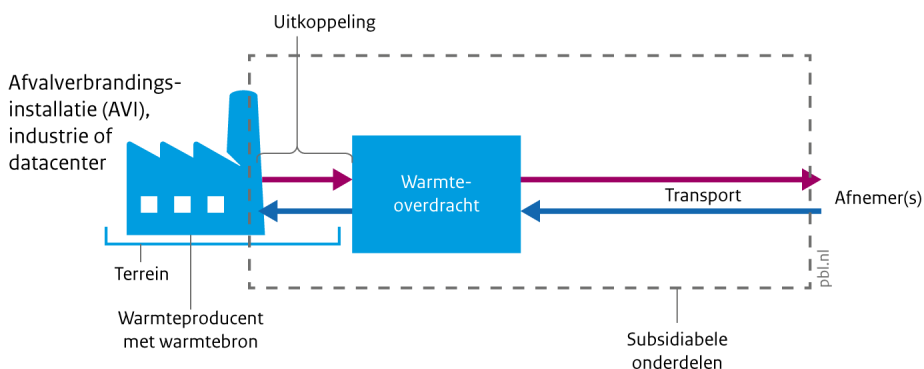 Uitkoppeling
Afvalverbrandings-
installatie (AVI),
industrie of
datacenter
Warmte-
overdracht
Transport
Afnemer(s)
Terrein
pbl.nl
Warmteproducent
met warmtebron
Subsidiabele
onderdelen